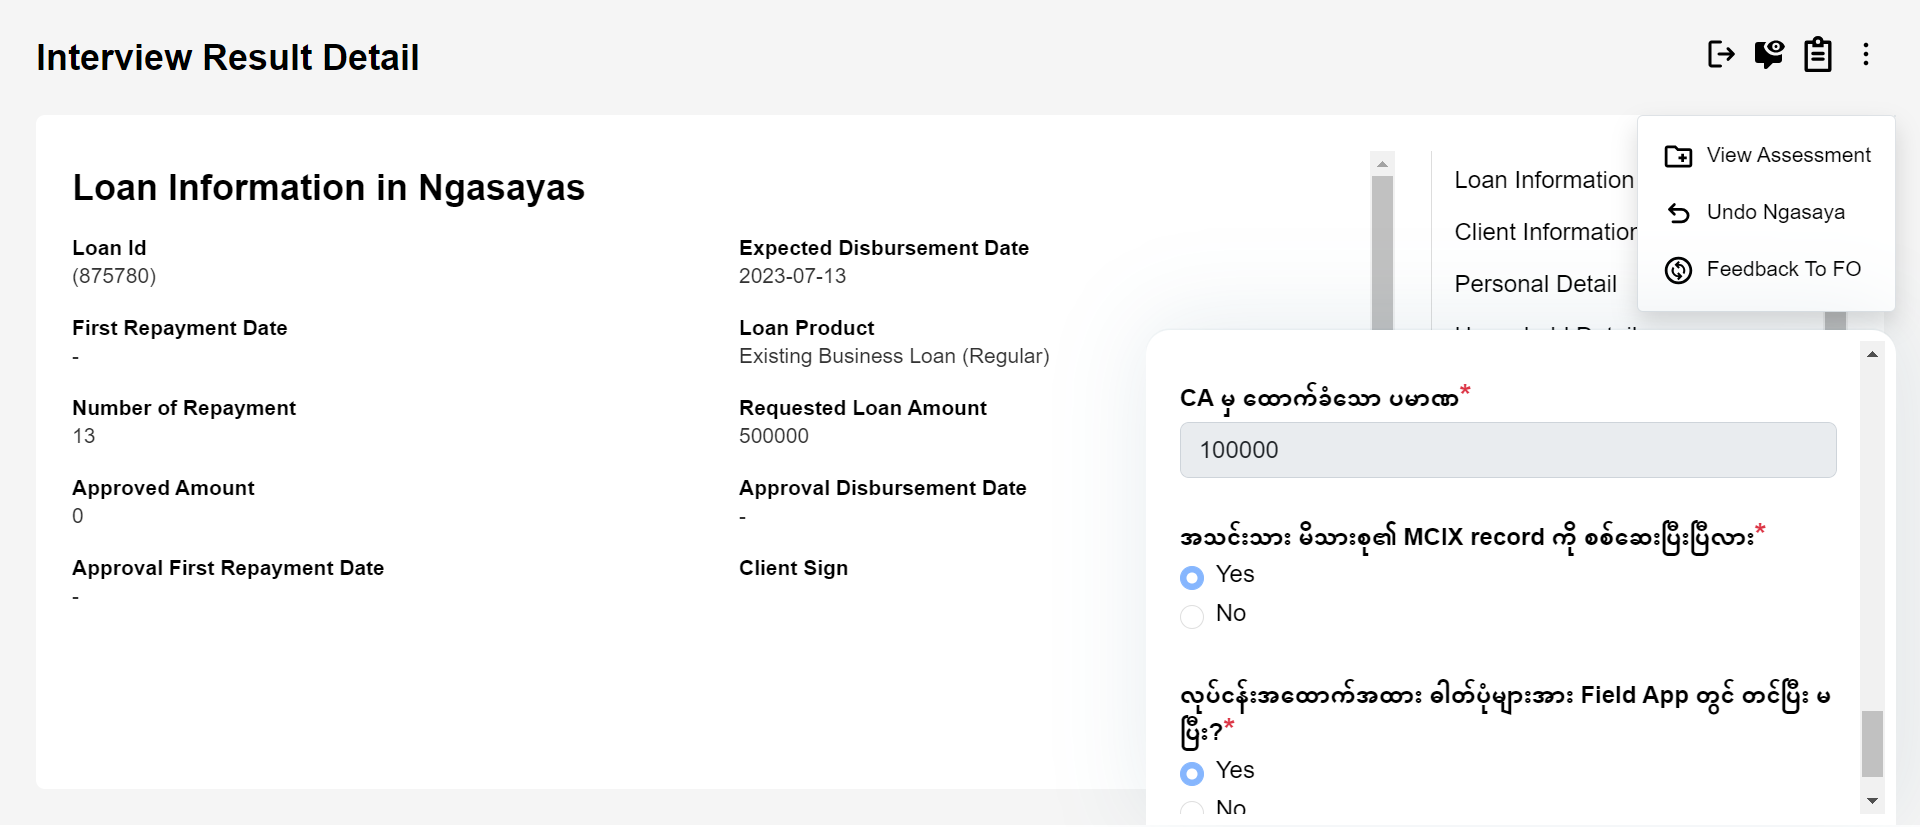 Interview Result Detail
Loan Information in Ngasayas
Loan Id
(875780)
Expected Disbursement Date
2023-07-13
First Repayment Date
-
Loan Product
Existing Business Loan (Regular)
Number of Repayment
13
Requested Loan Amount
500000
Approved Amount
0
Approval Disbursement Date
-
Approval First Repayment Date
-
Client Sign
Loan Information
Client Information
Personal Detail
View Assessment
Undo Ngasaya
Feedback To FO
CA မှ ထောက်ခံသော ပမာဏ*
100000
အသင်းသား မိသားစု၏ MCIX record ကို စစ်ဆေးပြီးပြီလား*
Yes
No
လုပ်ငန်းအထောက်အထား ဓါတ်ပုံများအား Field App တွင် တင်ပြီး မ
ပြီး?*
Yes
No